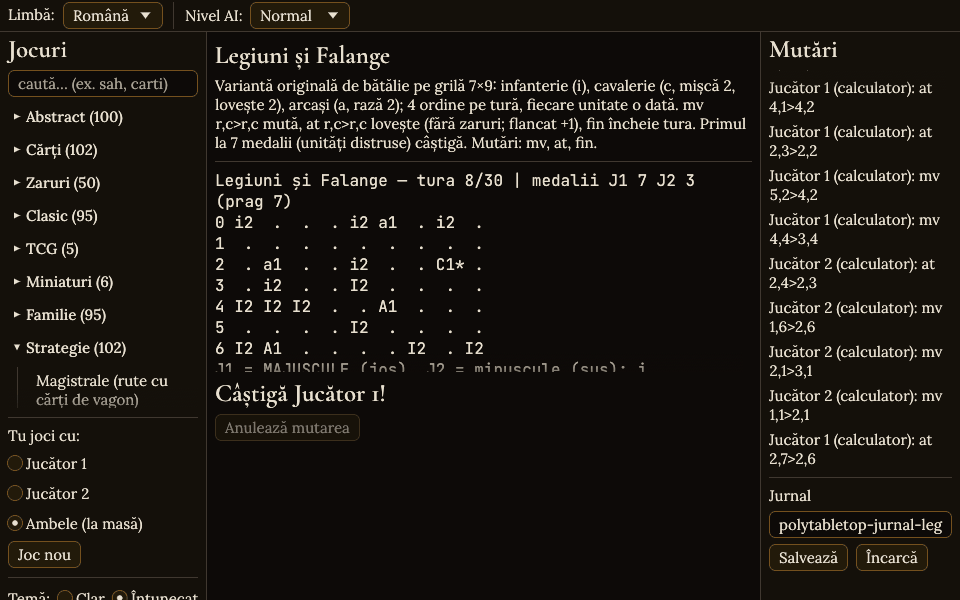 Limbă: Română ▼ Nivel AI: Normal ▼
Jocuri
caută... (ex. sah, carti)
▸ Abstract (100)
▸ Cărți (102)
▸ Zaruri (50)
▸ Clasic (95)
▸ TCG (5)
▸ Miniaturi (6)
▸ Familie (95)
▾ Strategie (102)
Magistrale (rute cu
cărți de vagon)
Tu joci cu:
Jucător 1
Jucător 2
Ambele (la masă)
Joc nou
Temă: Clar Întunecat
Legiuni și Falange
Variantă originală de bătălie pe grilă 7×9: infanterie (i), cavalerie (c, mișcă 2,
lovește 2), arcași (a, rază 2); 4 ordine pe tură, fiecare unitate o dată. mv
r,c>r,c mută, at r,c>r,c lovește (fără zaruri; flancat +1), fin încheie tura. Primul
la 7 medalii (unități distruse) câștigă. Mutări: mv, at, fin.
Legiuni și Falange — tura 8/30 | medalii J1 7 J2 3
(prag 7)
0 i2 . . . i2 a1 . i2 .
1 . . . . . . . . .
2 . a1 . . i2 . . C1* .
3 . i2 . . I2 . . . .
4 I2 I2 I2 . . A1 . . .
5 . . . . I2 . . . .
6 I2 A1 . . . . I2 . I2
J1 = MAJUSCULE (jos), J2 = minuscule (sus); i
Câștigă Jucător 1!
Anulează mutarea
Mutări
Jucător 1 (calculator): at
4,1>4,2
Jucător 1 (calculator): at
2,3>2,2
Jucător 1 (calculator): mv
5,2>4,2
Jucător 1 (calculator): mv
4,4>3,4
Jucător 2 (calculator): at
2,4>2,3
Jucător 2 (calculator): mv
1,6>2,6
Jucător 2 (calculator): mv
2,1>3,1
Jucător 2 (calculator): mv
1,1>2,1
Jucător 1 (calculator): at
2,7>2,6
Jurnal
polytabletop-jurnal-leg
Salvează Încarcă